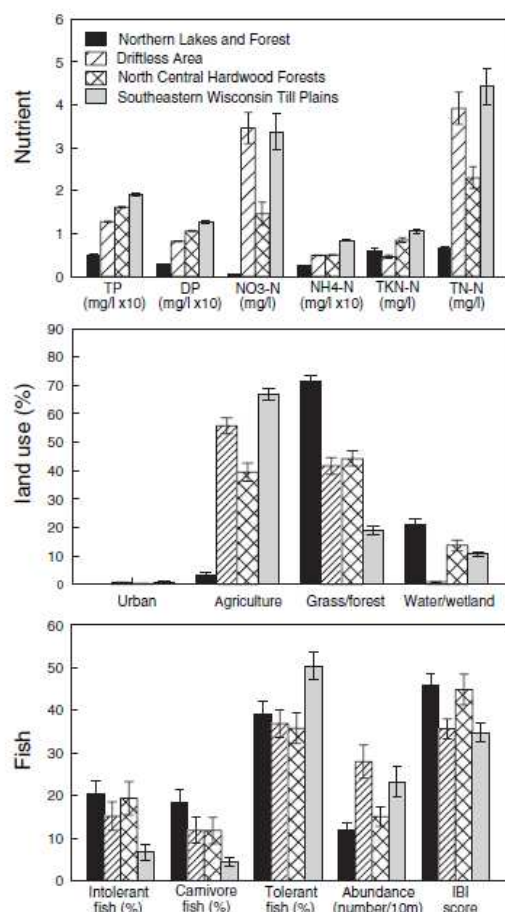 6
5
4
3
2
1
0
Nutrient
Northern Lakes and Forest
Driftless Area
North Central Hardwood Forests
Southeastern Wisconsin Till Plains
TP DP NO3-N NH4-N TKN-N TN-N
(mg/l x10) (mg/l x10) (mg/l) (mg/l x10) (mg/l) (mg/l)
90
80
70
60
50
40
30
20
10
0
land use (%)
Urban Agriculture Grass/forest Water/wetland
60
50
40
30
20
10
0
Fish
Intolerant Carnivore Tolerant Abundance IBI
fish (%) fish (%) fish (%) (number/10m) score